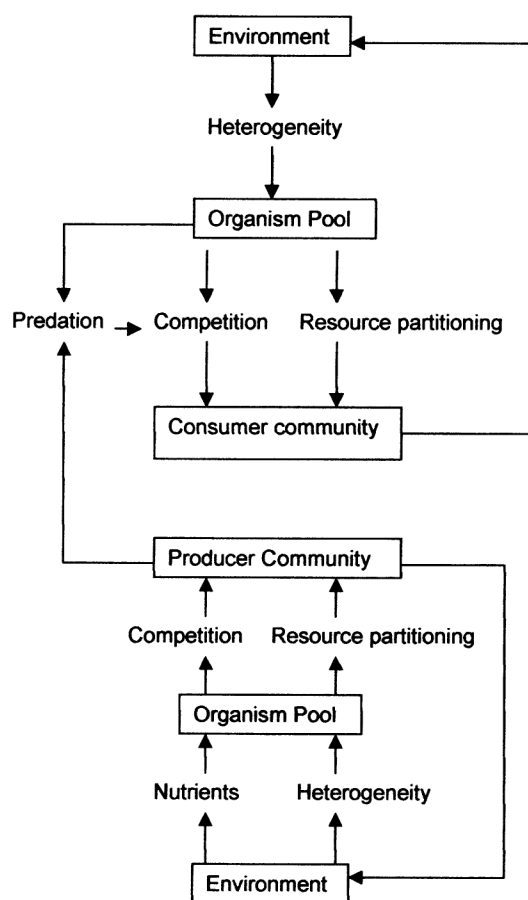 Environment
Heterogeneity
Organism Pool
Predation Competition Resource partitioning
Consumer community
Producer Community
Competition Resource partitioning
Organism Pool
Nutrients Heterogeneity
Environment